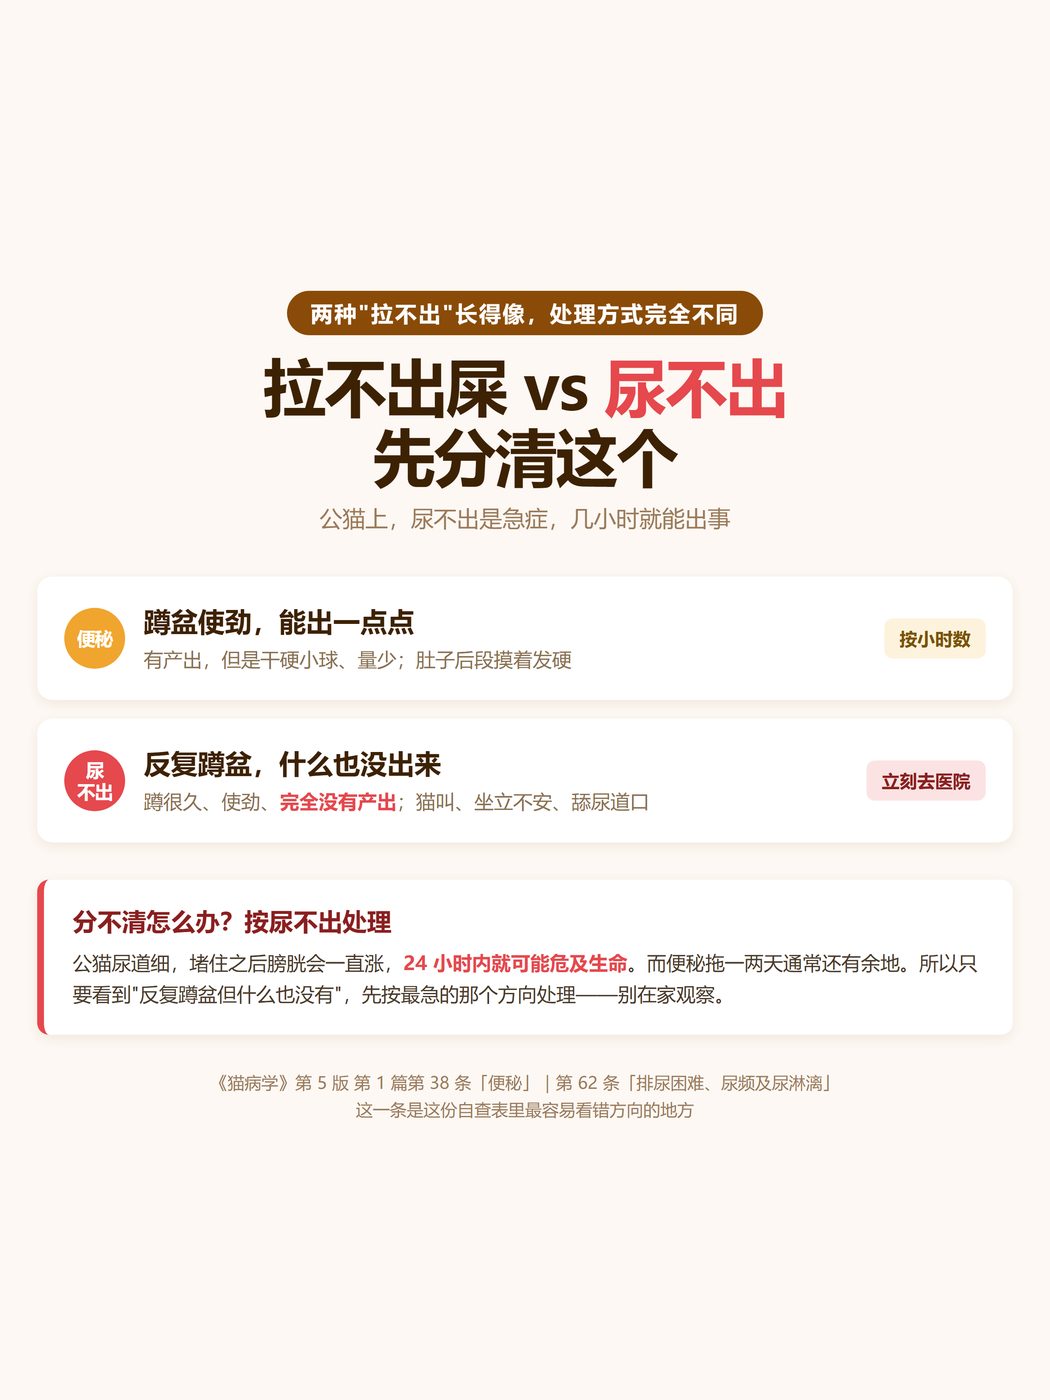 两种"拉不出"长得像，处理方式完全不同
拉不出屎 vs 尿不出
先分清这个
公猫上，尿不出是急症，几小时就能出事
便秘
蹲盆使劲，能出一点点
有产出，但是干硬小球、量少；肚子后段摸着发硬
按小时数
尿
不出
反复蹲盆，什么也没出来
蹲很久、使劲、完全没有产出；猫叫、坐立不安、舔尿道口
立刻去医院
分不清怎么办？按尿不出处理
公猫尿道细，堵住之后膀胱会一直涨，24 小时内就可能危及生命。而便秘拖一两天通常还有余地。所以只
要看到"反复蹲盆但什么也没有"，先按最急的那个方向处理——别在家观察。
《猫病学》第 5 版 第 1 篇第 38 条「便秘」 | 第 62 条「排尿困难、尿频及尿淋漓」
这一条是这份自查表里最容易看错方向的地方